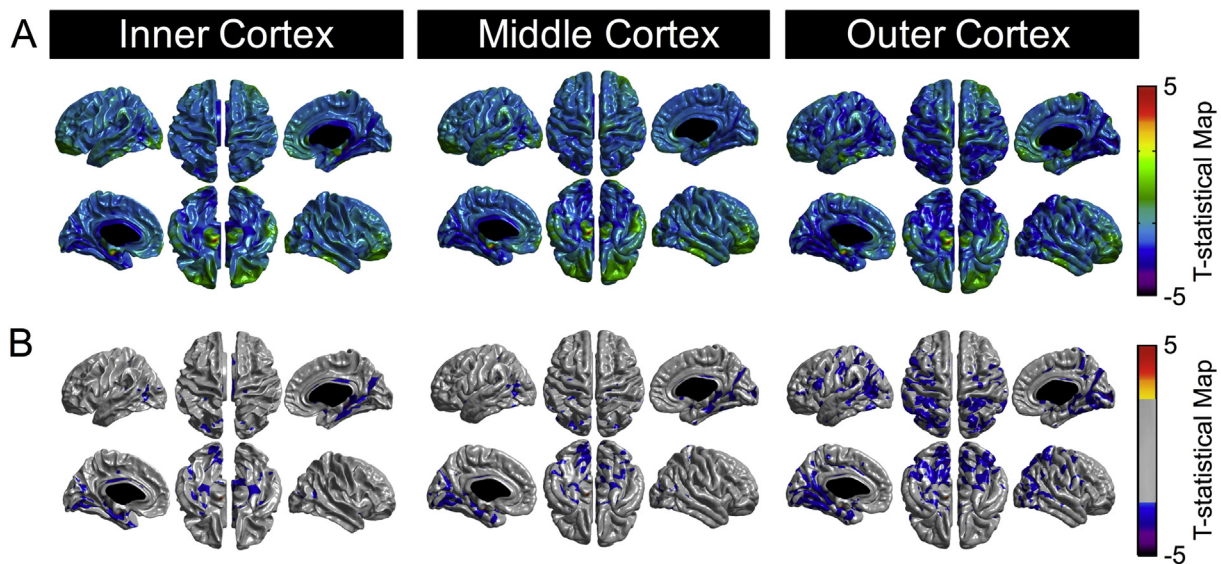 A
Inner Cortex
Middle Cortex
Outer Cortex
5
T-statistical Map
-5
B
5
T-statistical Map
-5